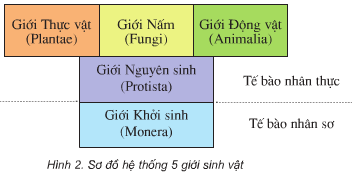 Giới Thực vật
(Plantae)
Giới Nấm
(Fungi)
Giới Động vật
(Animalia)
Giới Nguyên sinh
(Protista)
Tế bào nhân thực
Giới Khởi sinh
(Monera)
Tế bào nhân sơ
Hình 2. Sơ đồ hệ thống 5 giới sinh vật